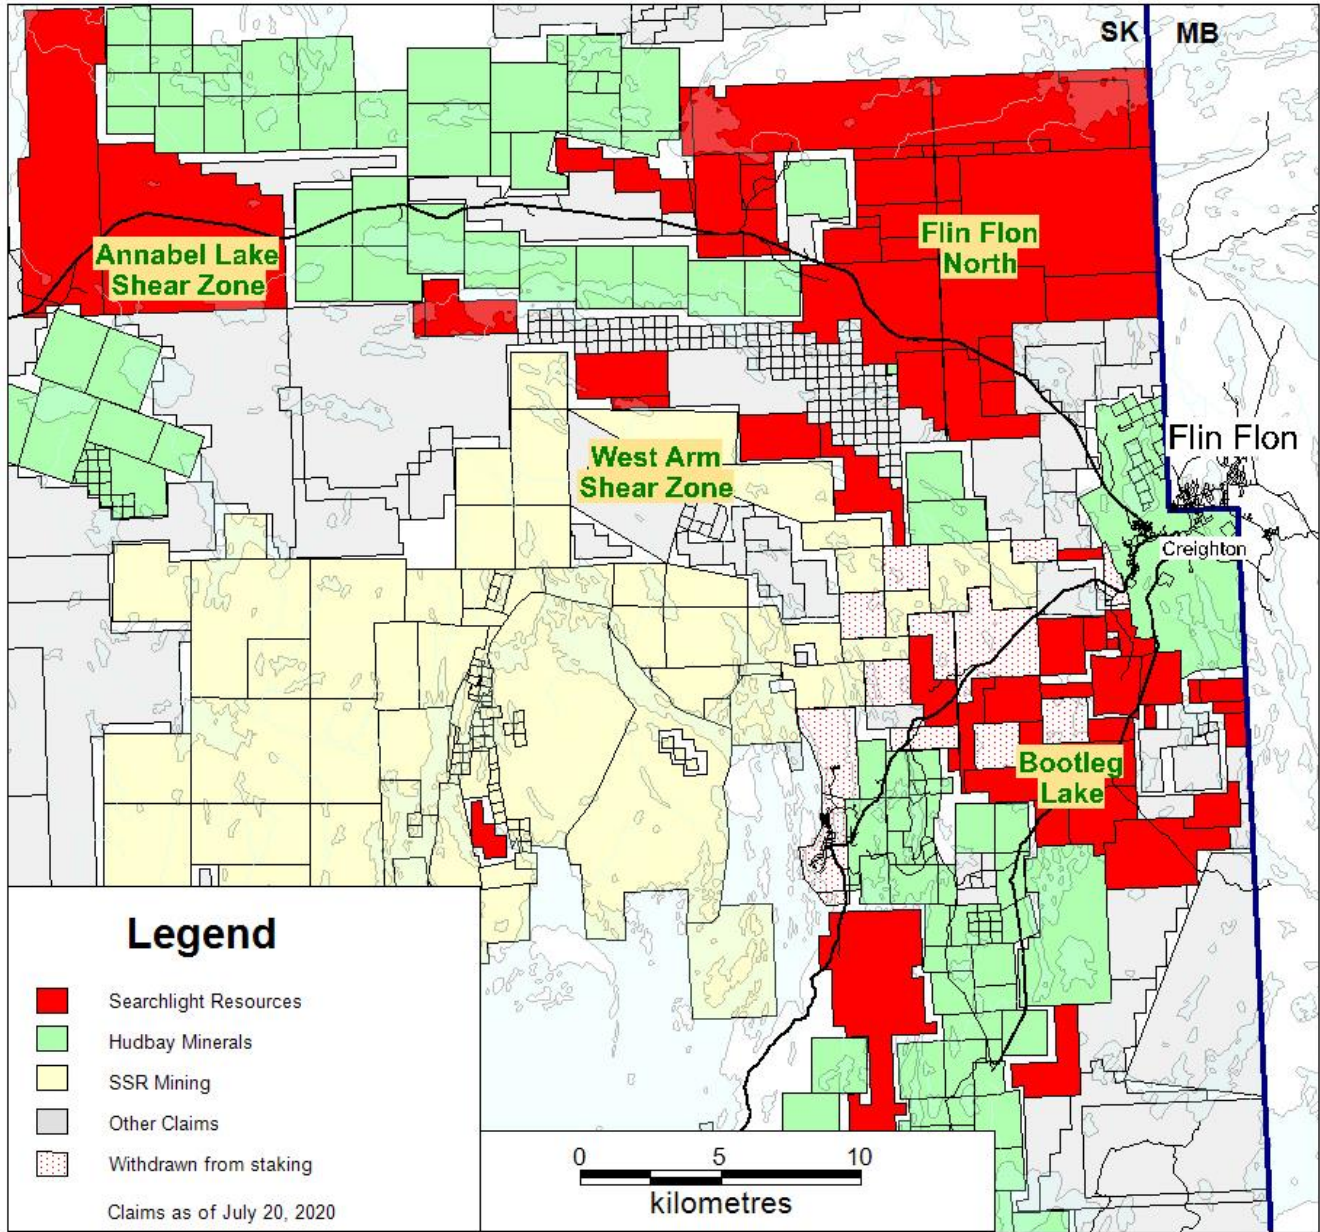 SK MB
Flin Flon
North
Annabel Lake
Shear Zone
Flin Flon
West Arm
Shear Zone
Creighton
Bootleg
Lake
Legend
Searchlight Resources
Hudbay Minerals
SSR Mining
Other Claims
Withdrawn from staking
Claims as of July 20, 2020
0 5 10
kilometres